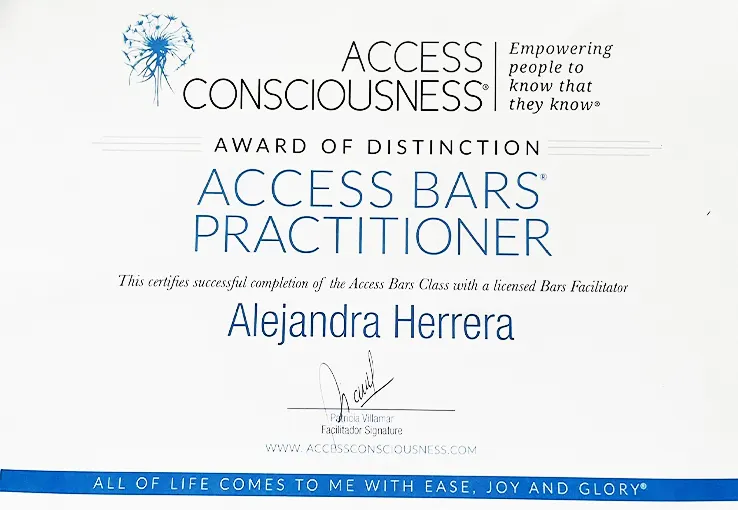 ACCESS
CONSCIOUSNESS®
Empowering
people to
know that
they know®
AWARD OF DISTINCTION
ACCESS BARS®
PRACTITIONER
This certifies successful completion of the Access Bars Class with a licensed Bars Facilitator
Alejandra Herrera
Patricia Villamar
Facilitador Signature
WWW. ACCESSCONSCIOUSNESS.COM
ALL OF LIFE COMES TO ME WITH EASE, JOY AND GLORY®